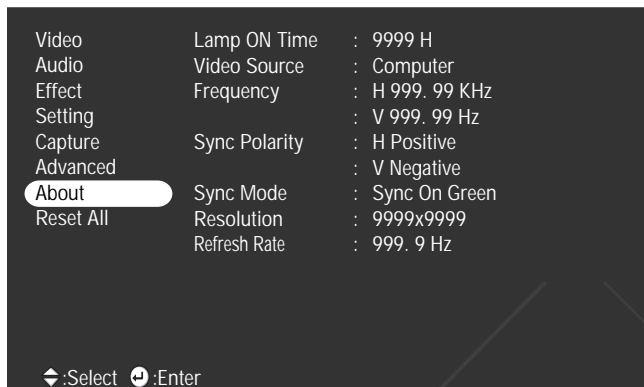 Video
Audio
Effect
Setting
Capture
Advanced
About
Reset All
Lamp ON Time : 9999 H
Video Source : Computer
Frequency : H 999. 99 KHz
: V 999. 99 Hz
Sync Polarity : H Positive
: V Negative
Sync Mode : Sync On Green
Resolution : 9999x9999
Refresh Rate : 999. 9 Hz
:Select :Enter